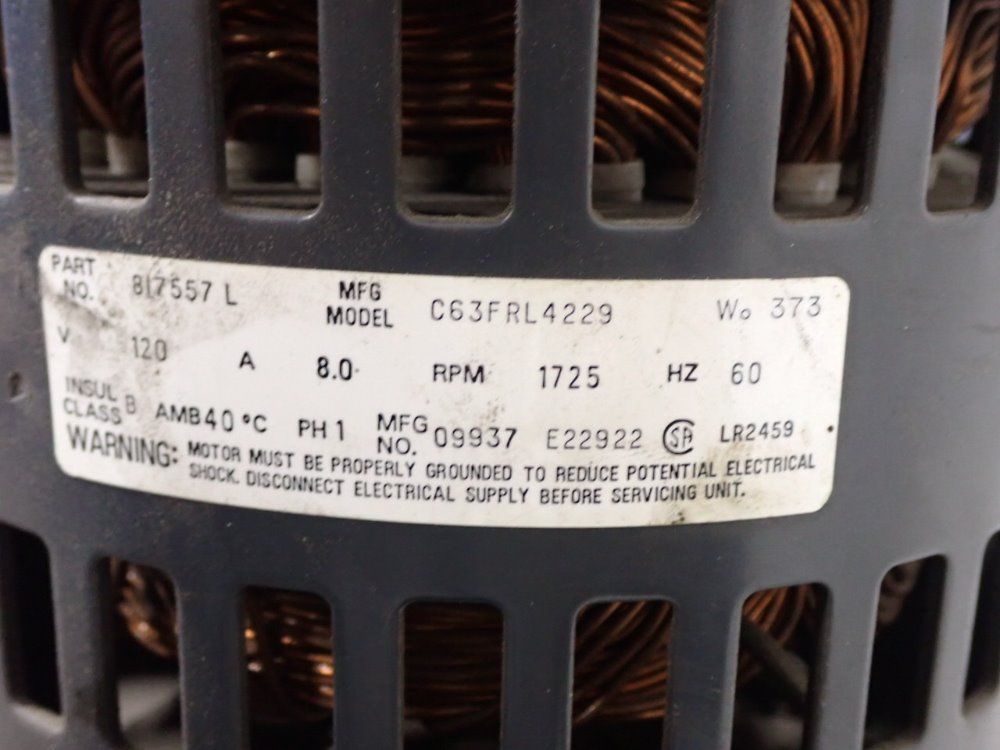 PART NO. 817557 L MFG MODEL C63FRL4229 Wo 373
V 120 A 8.0 RPM 1725 HZ 60
INSUL CLASS B AMB 40 °C PH 1 MFG NO. 09937 E22922 SA LR2459
WARNING: MOTOR MUST BE PROPERLY GROUNDED TO REDUCE POTENTIAL ELECTRICAL
SHOCK. DISCONNECT ELECTRICAL SUPPLY BEFORE SERVICING UNIT.